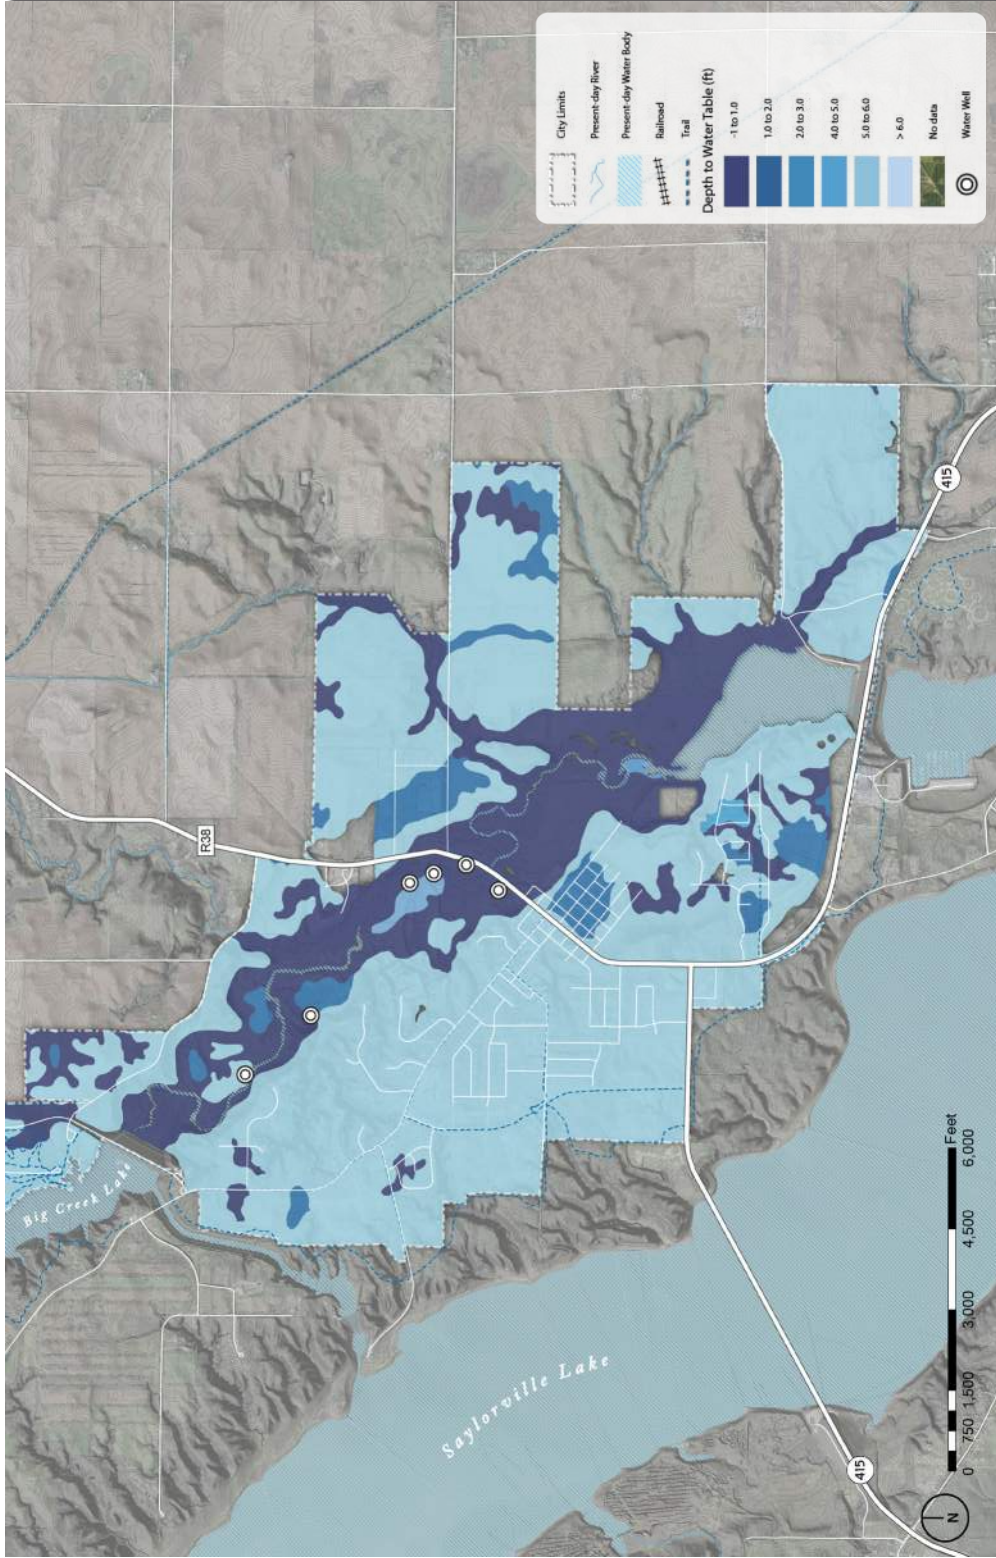 City Limits
Present-day River
Present-day Water Body
Railroad
Trail
Depth to Water Table (ft)
-1 to 1.0
1.0 to 2.0
2.0 to 3.0
4.0 to 5.0
5.0 to 6.0
> 6.0
No data
Water Well
R38
415
Big Creek Lake
Saylorville Lake
415
0 750 1,500 3,000 4,500 6,000
Feet
N